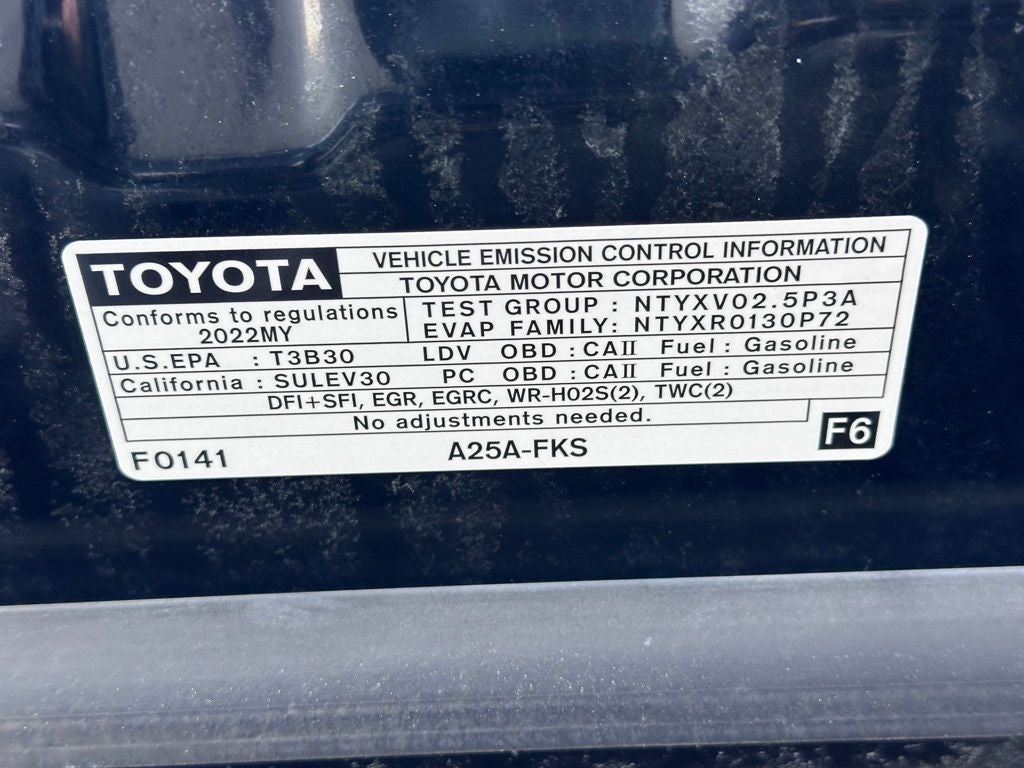 TOYOTA
VEHICLE EMISSION CONTROL INFORMATION
TOYOTA MOTOR CORPORATION
Conforms to regulations
2022MY
TEST GROUP : NTYXV02.5P3A
EVAP FAMILY: NTYXR0130P72
U.S.EPA : T3B30 LDV OBD : CAII Fuel : Gasoline
California : SULEV30 PC OBD : CAII Fuel : Gasoline
DFI+SFI, EGR, EGRC, WR-HO2S(2), TWC(2)
No adjustments needed.
F0141
A25A-FKS
F6